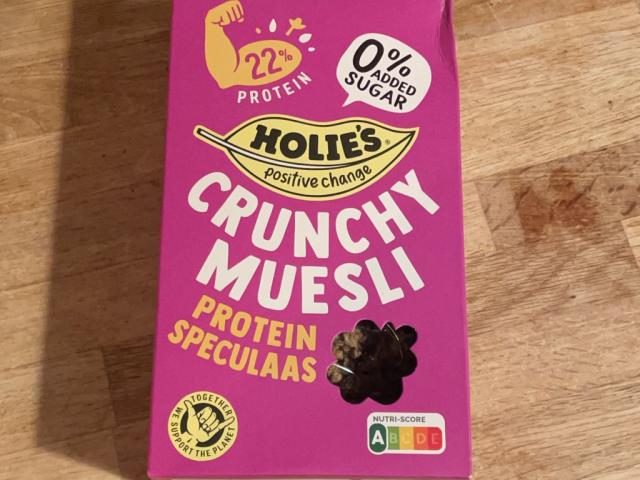 22%
PROTEIN
0%
ADDED
SUGAR
HOLIE'S®
positive change
CRUNCHY
MUESLI
PROTEIN
SPECULAAS
TOGETHER
WE SUPPORT THE PLANET
NUTRI-SCORE
A B C D E